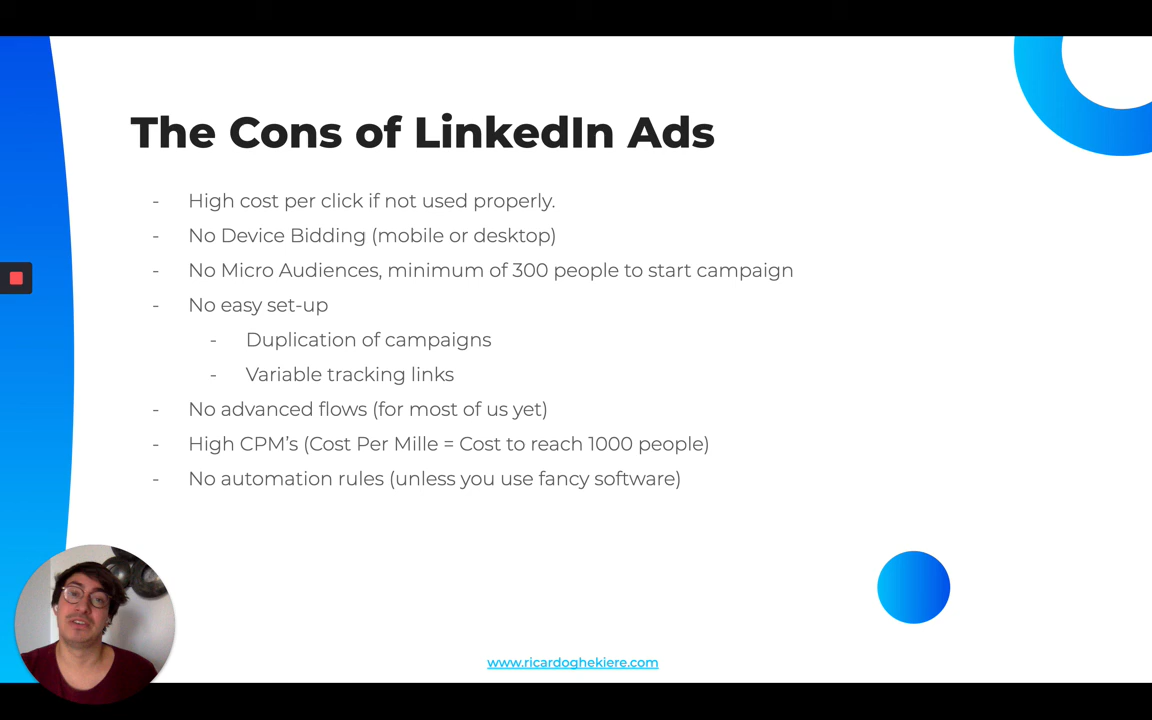 The Cons of LinkedIn Ads
- High cost per click if not used properly.
- No Device Bidding (mobile or desktop)
- No Micro Audiences, minimum of 300 people to start campaign
- No easy set-up
- Duplication of campaigns
- Variable tracking links
- No advanced flows (for most of us yet)
- High CPM’s (Cost Per Mille = Cost to reach 1000 people)
- No automation rules (unless you use fancy software)
www.ricardoghekiere.com